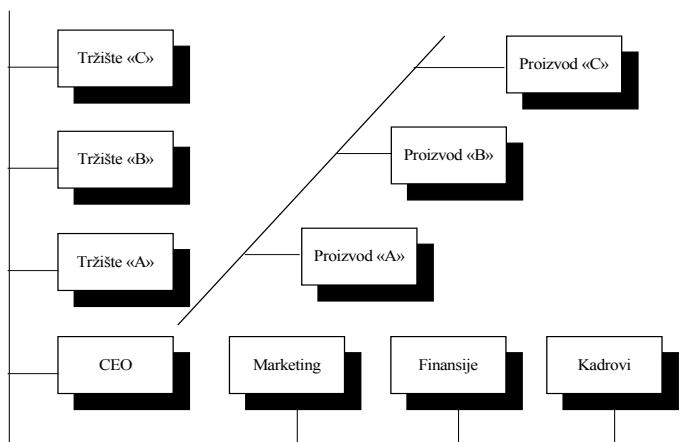 Tržište «C»
Proizvod «C»
Tržište «B»
Proizvod «B»
Tržište «A»
Proizvod «A»
CEO
Marketing
Finansije
Kadrovi